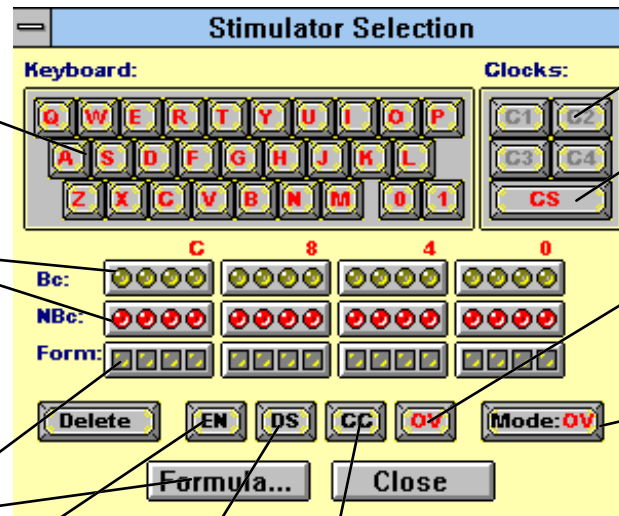 Stimulator Selection
Keyboard: Clocks:
Q W E R T Y U I O P C1 C2
A S D F G H J K L C3 C4
Z X C V B N M 0 1 CS
C 8 4 0
Bc:
NBc:
Form:
Delete EN DS CC OV Mode:OV
Formula... Close